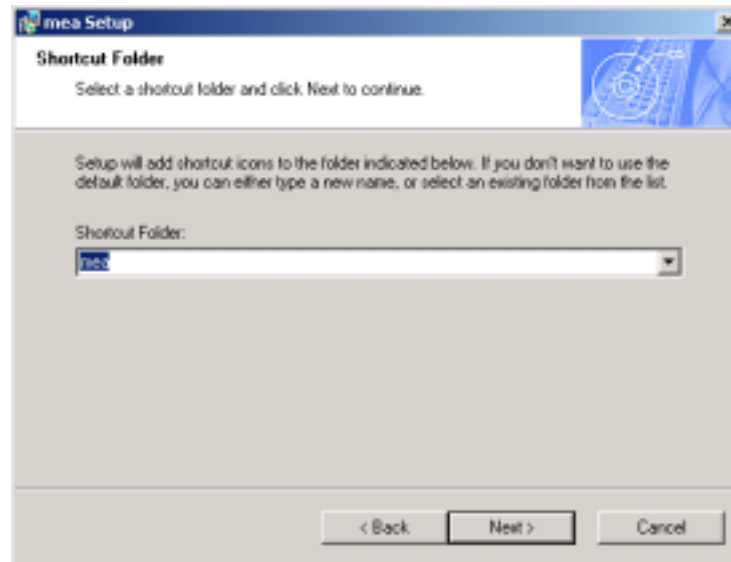 mea Setup
Shortcut Folder
Select a shortcut folder and click Next to continue.
Setup will add shortcut icons to the folder indicated below. If you don't want to use the
default folder, you can either type a new name, or select an existing folder from the list.
Shortcut Folder:
mea
< Back
Next >
Cancel